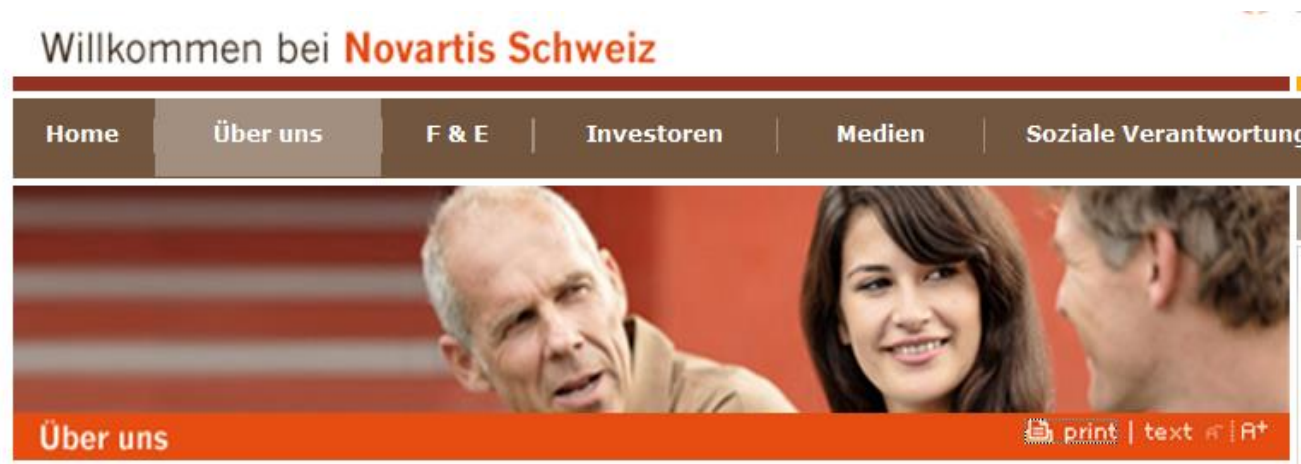 Willkommen bei Novartis Schweiz
Home Über uns F & E Investoren Medien Soziale Verantwortung
Über uns print | text A- A+